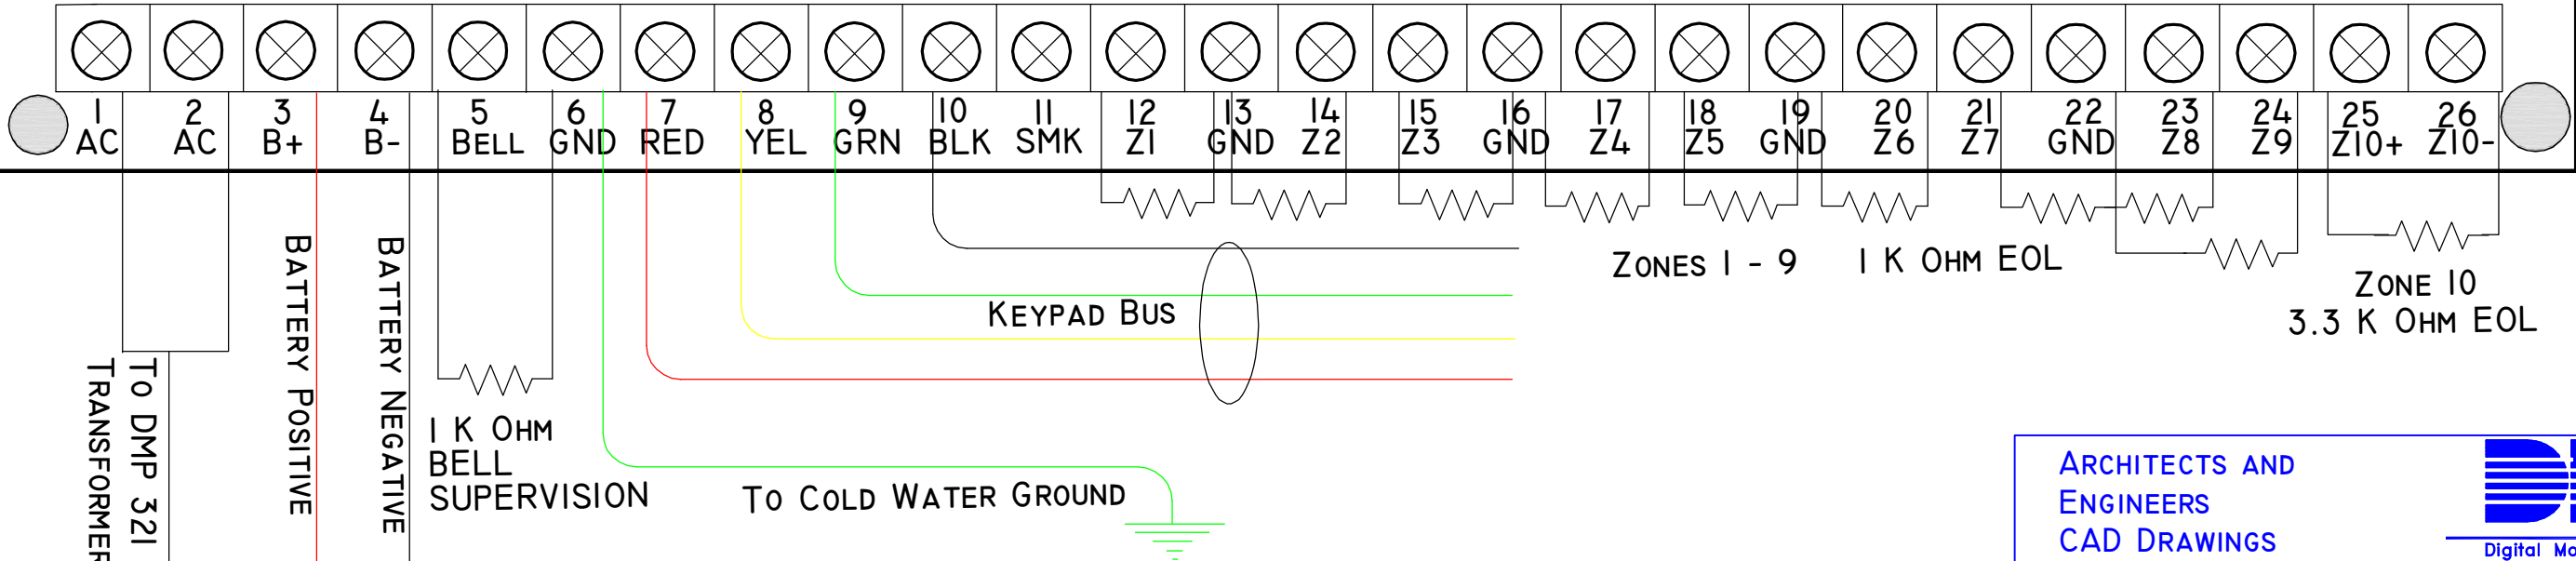 1 2 3 4 5 6 7 8 9 10 11 12 13 14 15 16 17 18 19 20 21 22 23 24 25 26
AC AC B+ B- BELL GND RED YEL GRN BLK SMK Z1 GND Z2 Z3 GND Z4 Z5 GND Z6 Z7 GND Z8 Z9 Z10+ Z10-
TO DMP 321
TRANSFORMER
BATTERY POSITIVE
BATTERY NEGATIVE
1 K OHM
BELL
SUPERVISION
KEYPAD BUS
TO COLD WATER GROUND
ZONES 1 - 9 1 K OHM EOL
ZONE 10
3.3 K OHM EOL
ARCHITECTS AND
ENGINEERS
CAD DRAWINGS
Digital